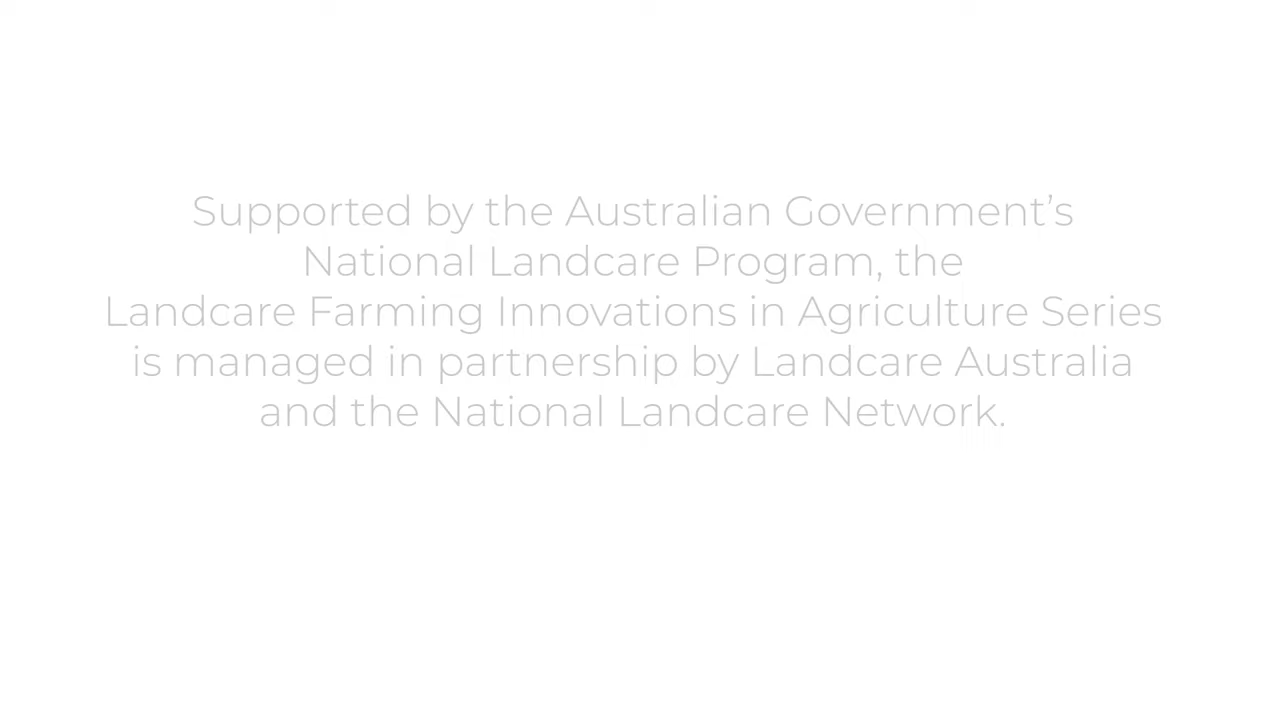 Supported by the Australian Government’s
National Landcare Program, the
Landcare Farming Innovations in Agriculture Series
is managed in partnership by Landcare Australia
and the National Landcare Network.